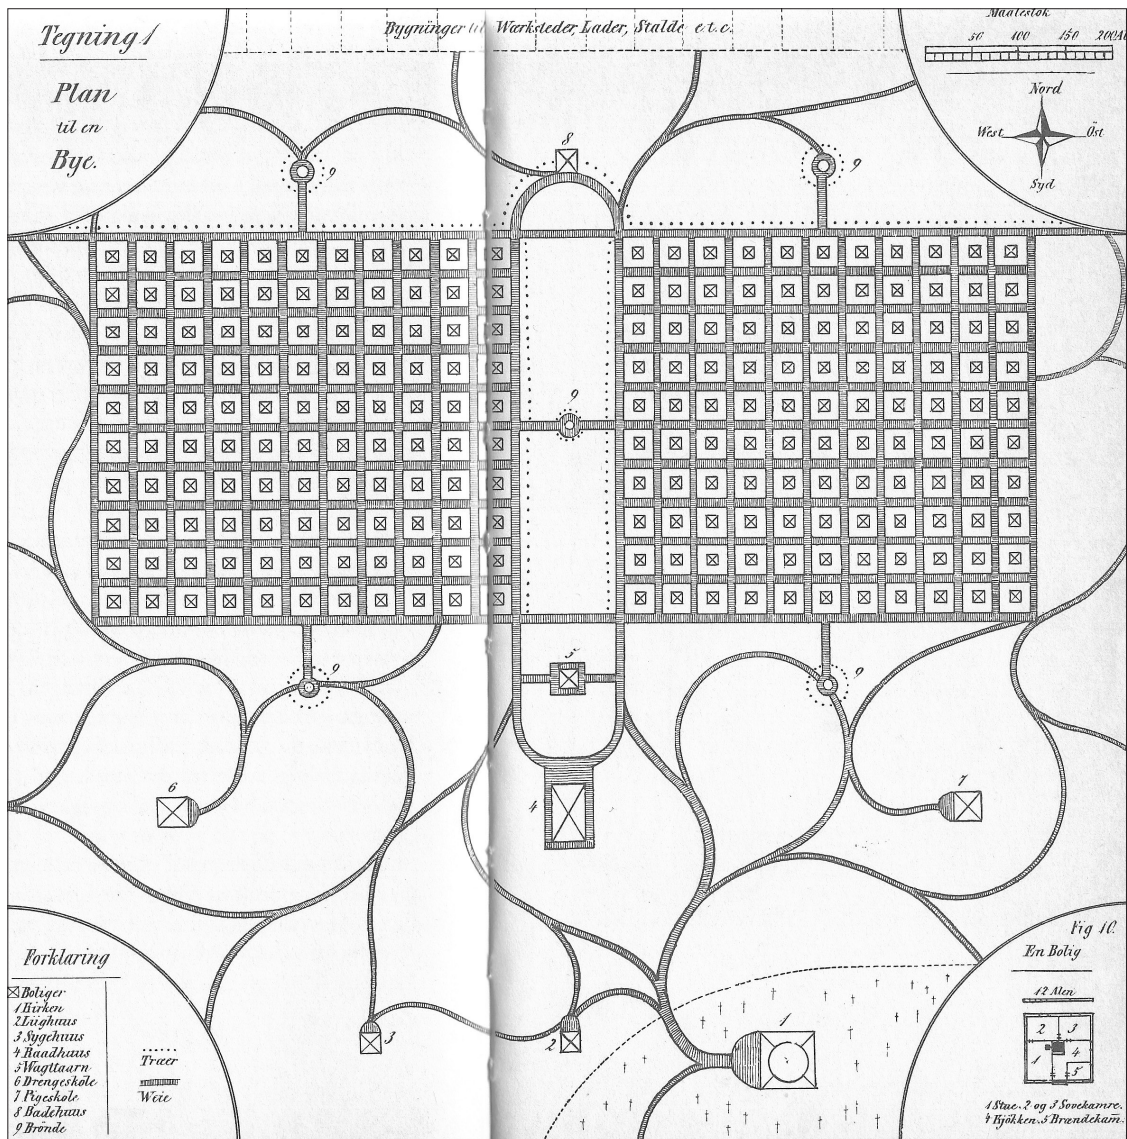 Tegning 1
Plan
til en
Bye.
Bygninger til Værksteder, Lader, Stalde etc.
Maalestok
50 100 150 200 Al
Nord
West Öst
Syd
8
9
9
9
5
9
9
6
7
4
3
2
1
Forklaring
Boliger
1 Kirken
2 Liighuus
3 Sygehuus
4 Raadhuus
5 Wagttaarn
6 Drengeskole
7 Pigeskole
8 Badehuus
9 Brönde
Træer
Weie
Fig 10.
En Bolig
12 Alen
2 3
1 4
5
1 Stue. 2 og 3 Sovekamre.
4 Kjökken. 5 Brændekam.